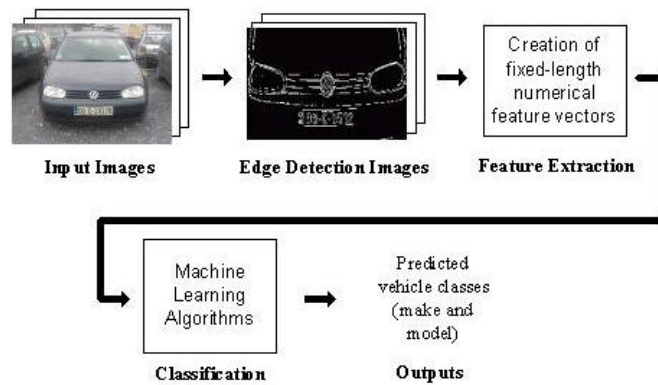 Creation of
fixed-length
numerical
feature vectors
Input Images
Edge Detection Images
Feature Extraction
Machine
Learning
Algorithms
Predicted
vehicle classes
(make and
model)
Classification
Outputs